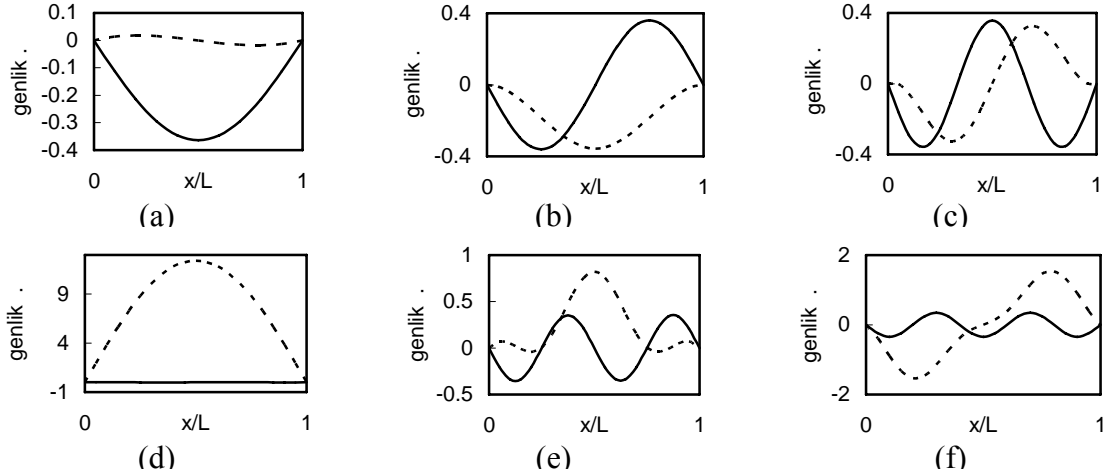 0.1
0
-0.1
-0.2
-0.3
-0.4
genlik .
0
x/L
1
(a)
0.4
0
-0.4
genlik .
0
x/L
1
(b)
0.4
0
-0.4
genlik .
0
x/L
1
(c)
9
4
-1
genlik .
0
x/L
1
(d)
1
0.5
0
-0.5
genlik .
0
x/L
1
(e)
2
0
-2
genlik .
0
x/L
1
(f)